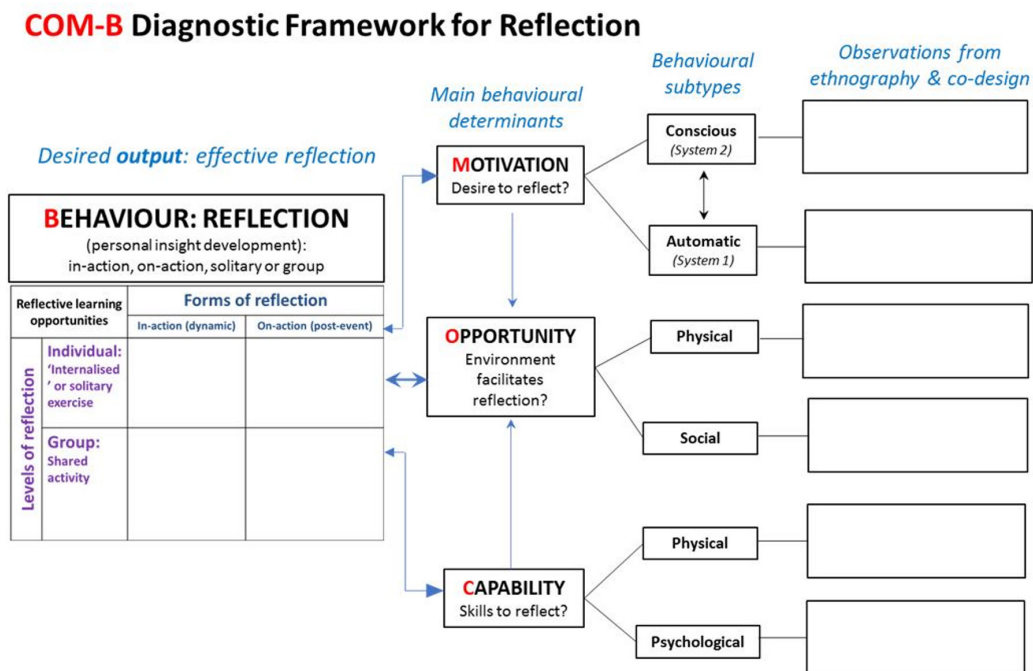 COM-B Diagnostic Framework for Reflection
Observations from
ethnography & co-design
Behavioural
subtypes
Main behavioural
determinants
Desired output: effective reflection
BEHAVIOUR: REFLECTION
(personal insight development):
in-action, on-action, solitary or group
Reflective learning
opportunities
Forms of reflection
In-action (dynamic)
On-action (post-event)
Levels of reflection
Individual:
‘Internalised
’ or solitary
exercise
Group:
Shared
activity
MOTIVATION
Desire to reflect?
Conscious
(System 2)
Automatic
(System 1)
OPPORTUNITY
Environment
facilitates
reflection?
Physical
Social
CAPABILITY
Skills to reflect?
Physical
Psychological